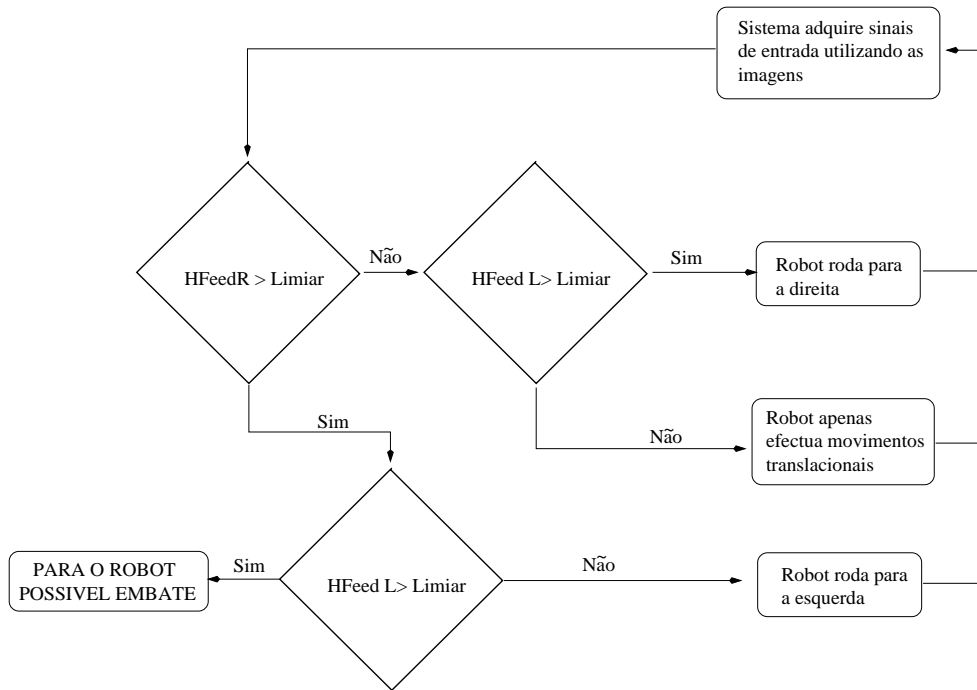 Sistema adquire sinais
de entrada utilizando as
imagens
HFeedR > Limiar
Não
HFeed L> Limiar
Sim
Robot roda para
a direita
Sim
Não
Robot apenas
efectua movimentos
translacionais
PARA O ROBOT
POSSIVEL EMBATE
Sim
HFeed L> Limiar
Não
Robot roda para
a esquerda